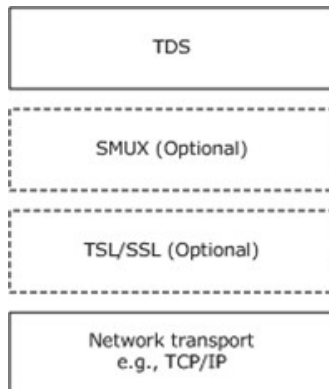 TDS
SMUX (Optional)
TSL/SSL (Optional)
Network transport
e.g., TCP/IP